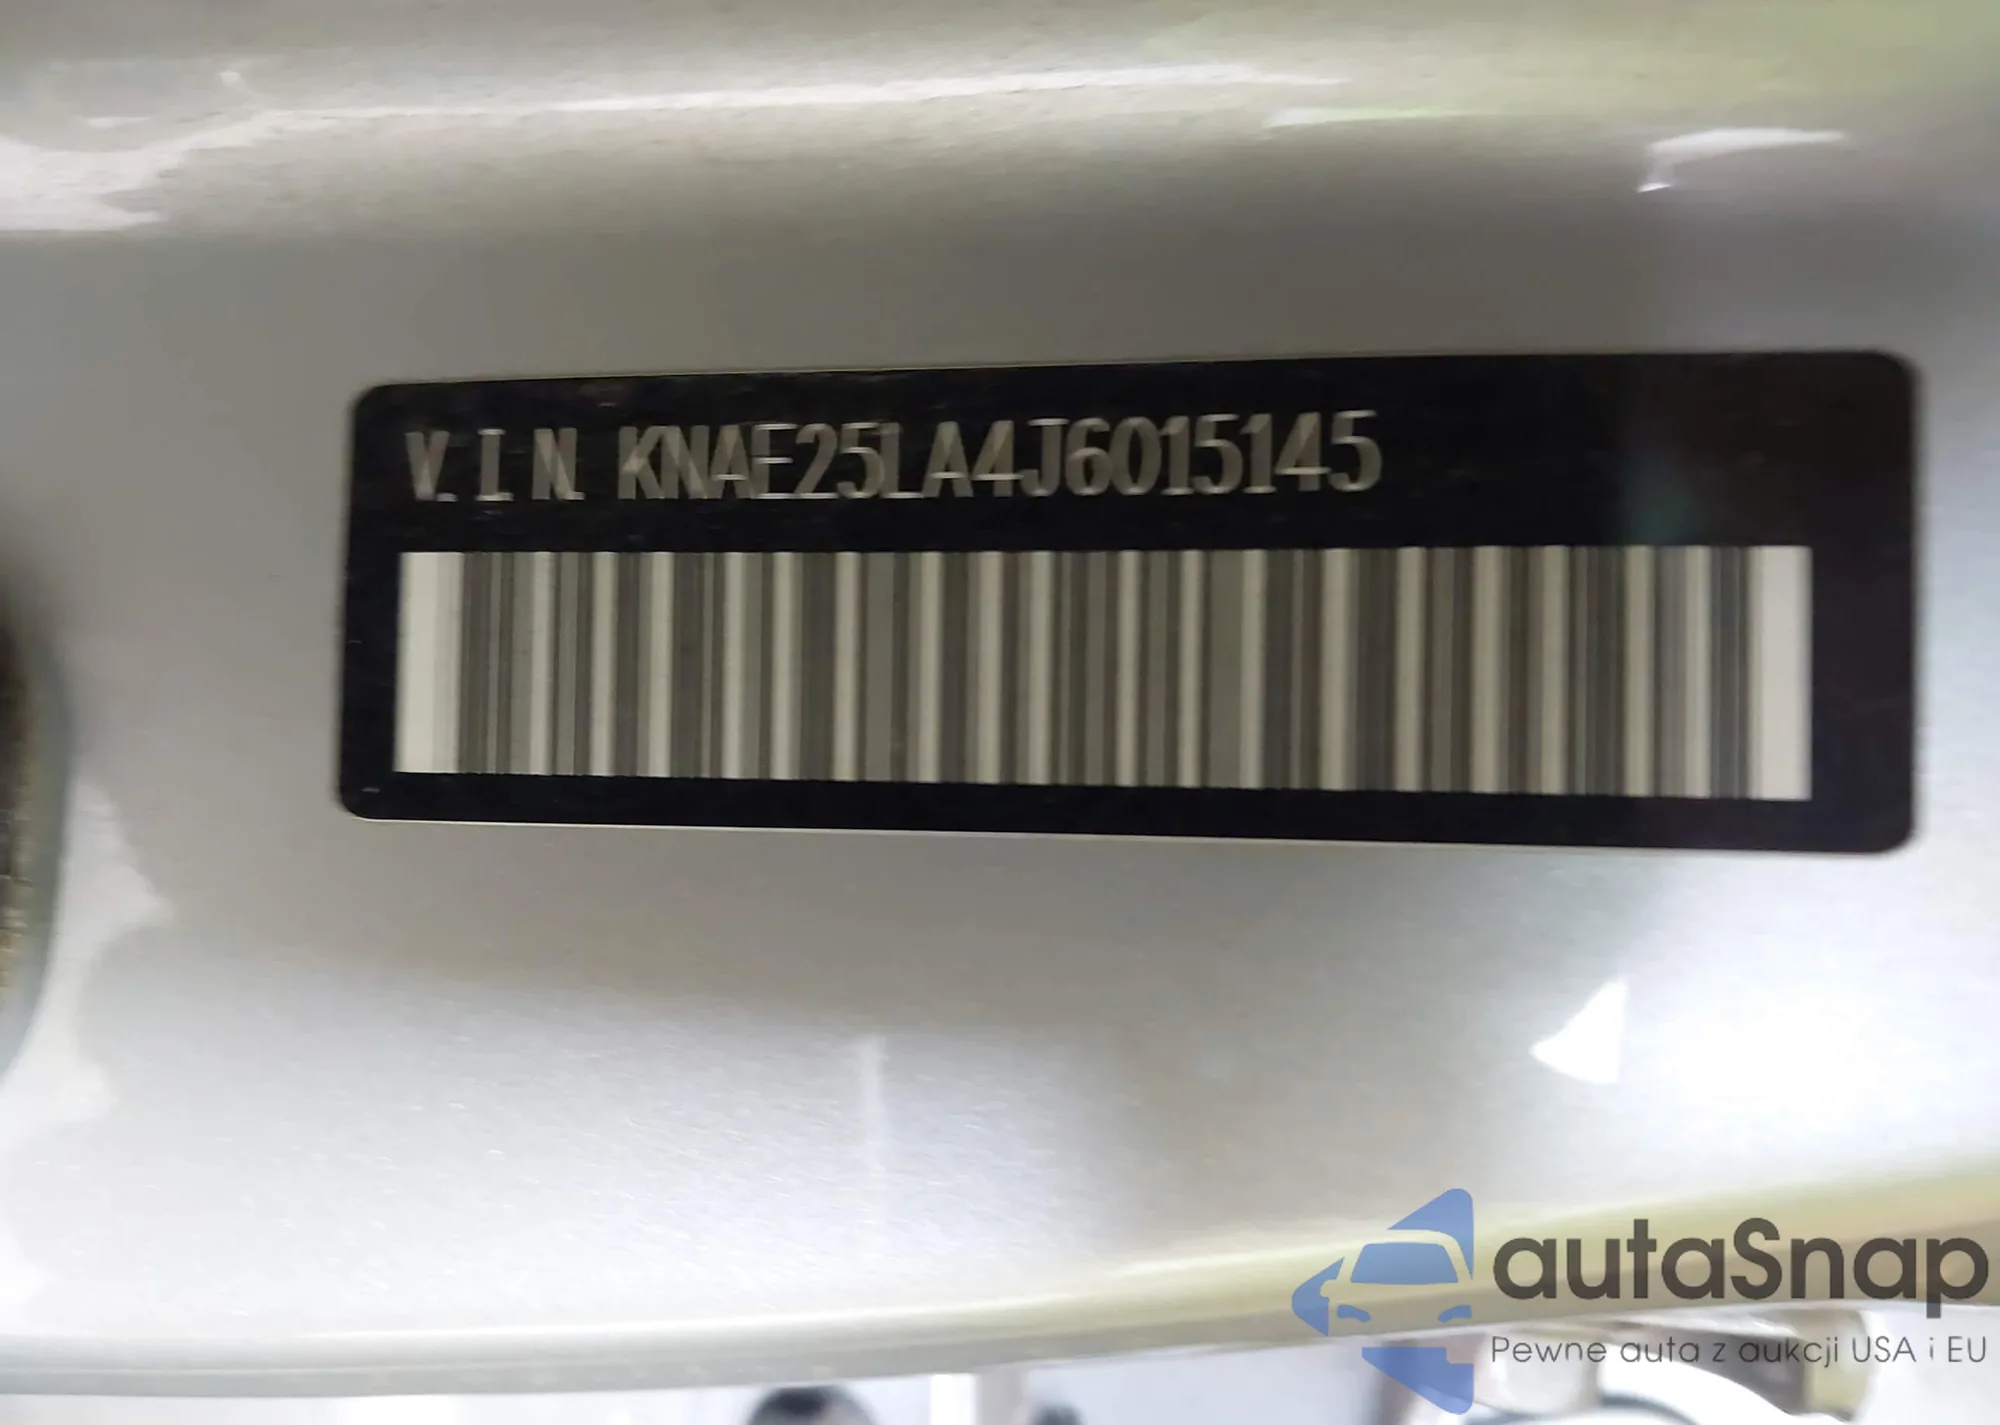 V.I.N. KNAE25LA4J6015145
autaSnap
Pewne auta z aukcji USA i EU